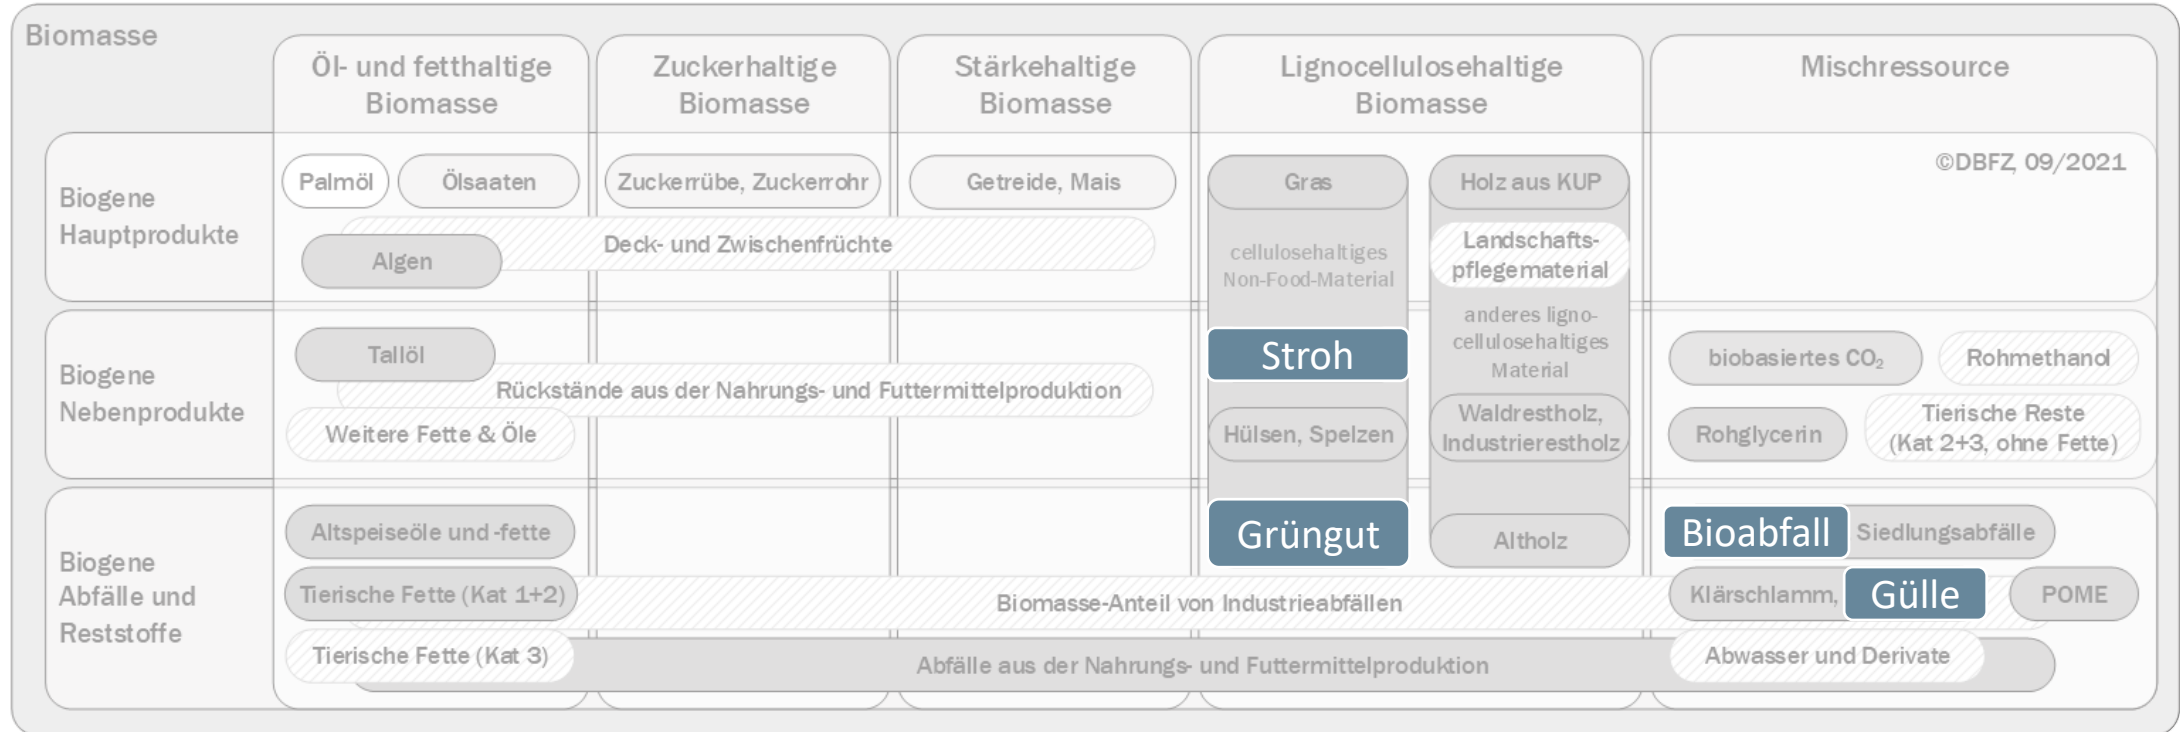 Biomasse
Öl- und fetthaltige
Biomasse
Zuckerhaltige
Biomasse
Stärkehaltige
Biomasse
Lignocellulosehaltige
Biomasse
Mischressource
Biogene
Hauptprodukte
Palmöl
Ölsaaten
Zuckerrübe, Zuckerrohr
Getreide, Mais
Gras
Holz aus KUP
©DBFZ, 09/2021
Deck- und Zwischenfrüchte
Algen
cellulosehaltiges
Non-Food-Material
Landschafts-
pflegematerial
anderes ligno-
cellulosehaltiges
Material
Biogene
Nebenprodukte
Tallöl
Rückstände aus der Nahrungs- und Futtermittelproduktion
Weitere Fette & Öle
Stroh
Hülsen, Spelzen
Waldrestholz,
Industrierestholz
biobasiertes CO₂
Rohmethanol
Rohglycerin
Tierische Reste
(Kat 2+3, ohne Fette)
Biogene
Abfälle und
Reststoffe
Altspeiseöle und -fette
Grüngut
Altholz
Bioabfall
Siedlungsabfälle
Tierische Fette (Kat 1+2)
Biomasse-Anteil von Industrieabfällen
Klärschlamm,
Gülle
POME
Tierische Fette (Kat 3)
Abfälle aus der Nahrungs- und Futtermittelproduktion
Abwasser und Derivate